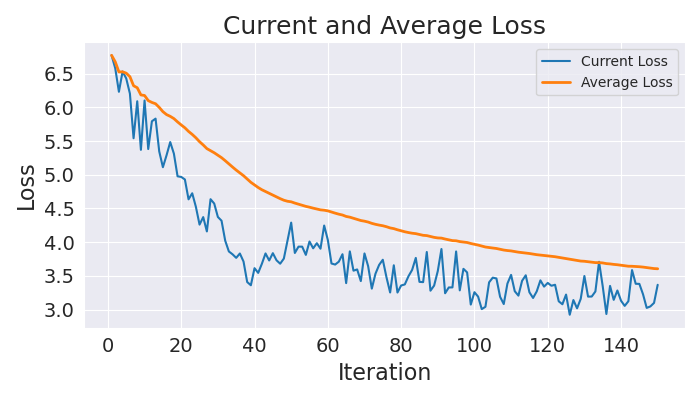 Current and Average Loss
Current Loss
Average Loss
Loss
6.5
6.0
5.5
5.0
4.5
4.0
3.5
3.0
0 20 40 60 80 100 120 140
Iteration